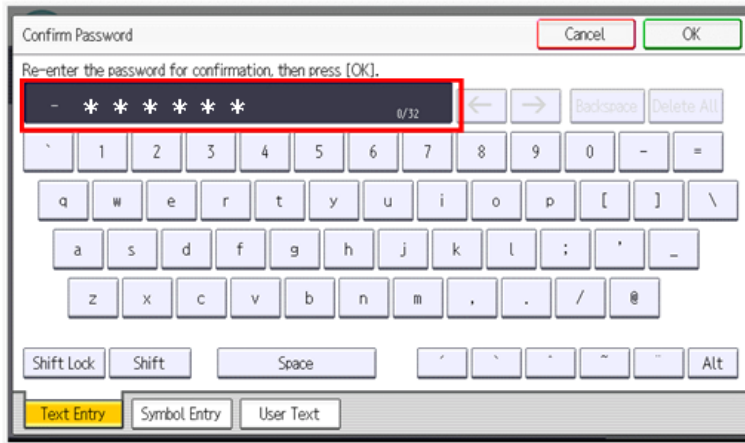 Confirm Password Cancel OK
Re-enter the password for confirmation, then press [OK].
- ****** 0/32 ← → Backspace Delete All
` 1 2 3 4 5 6 7 8 9 0 - =
q w e r t y u i o p [ ] \
a s d f g h j k l ; ' _
z x c v b n m , . / @
Shift Lock Shift Space ´ ` ^ ~ ¨ Alt
Text Entry Symbol Entry User Text